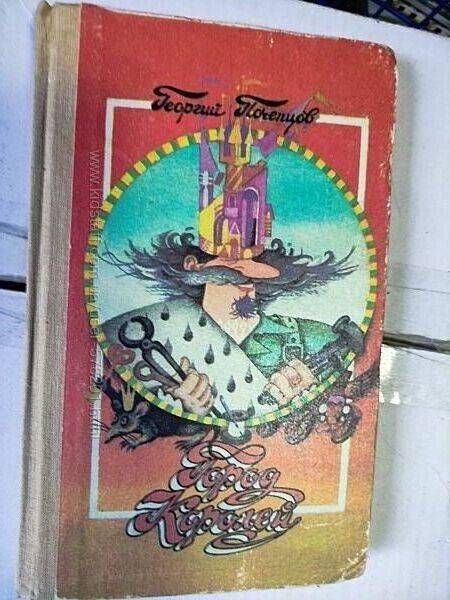 Георгий Почепцов
Город
Королей